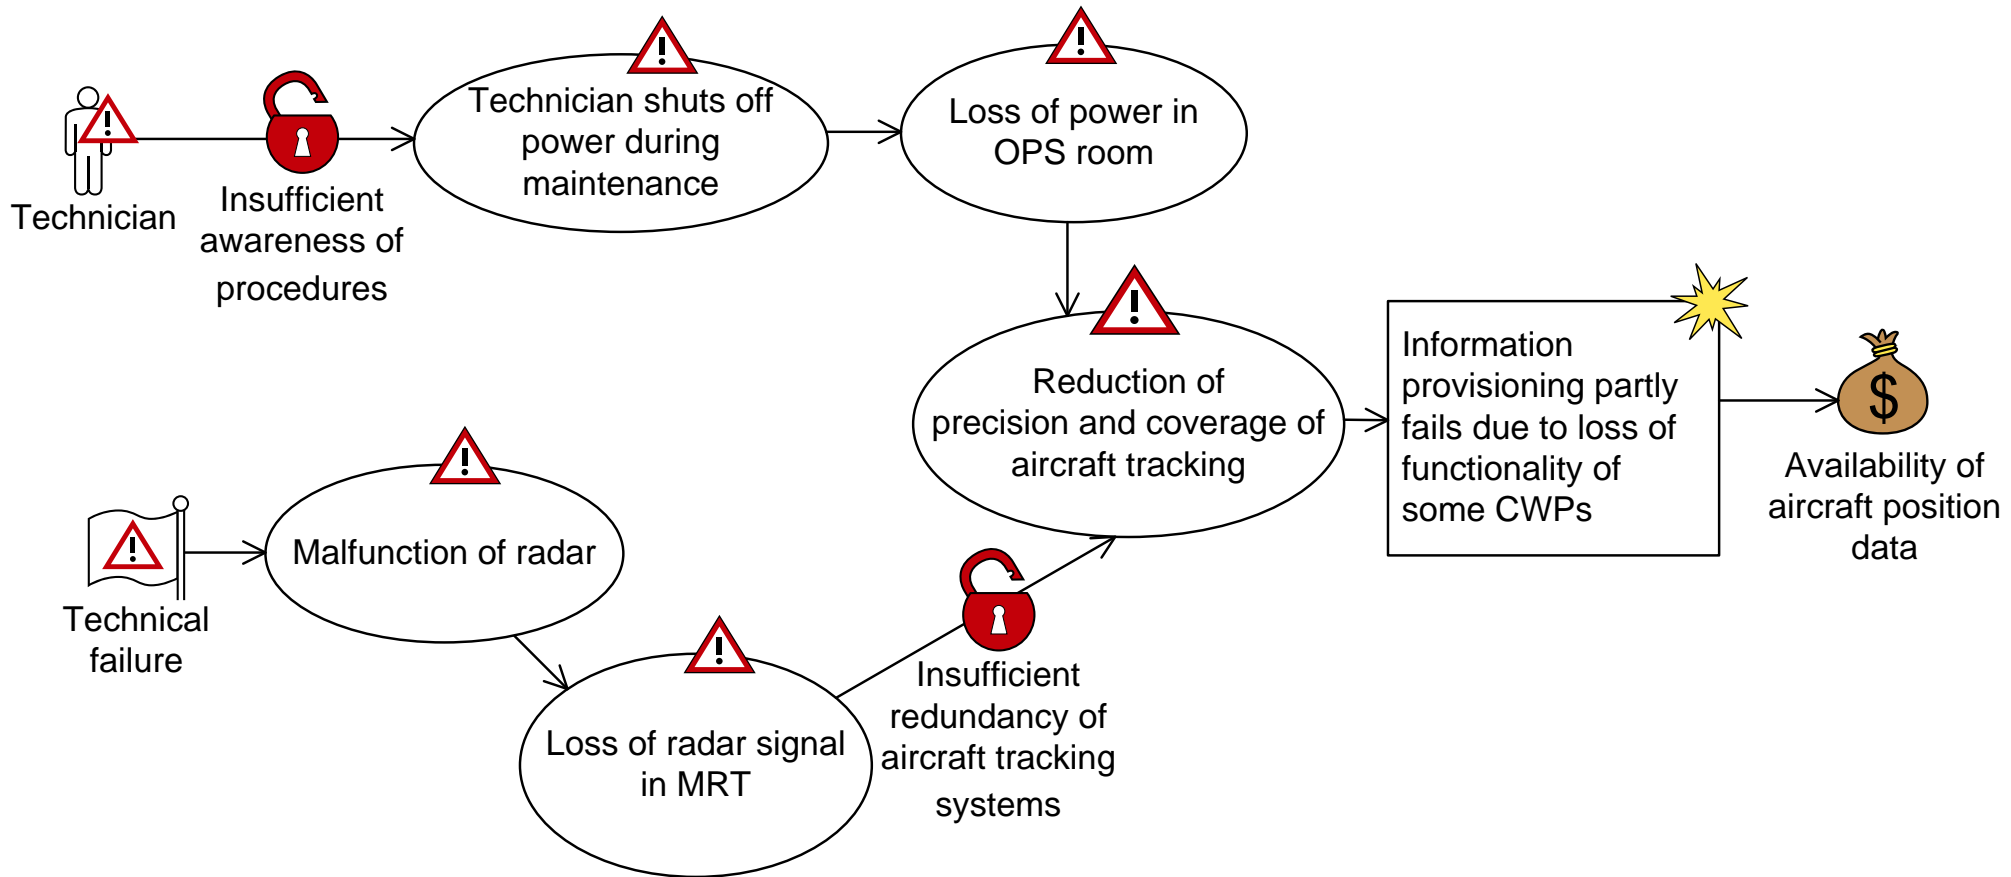 Technician
Insufficient
awareness of
procedures
Technician shuts off
power during
maintenance
Loss of power in
OPS room
Reduction of
precision and coverage of
aircraft tracking
Information
provisioning partly
fails due to loss of
functionality of
some CWPs
$
Availability of
aircraft position
data
Technical
failure
Malfunction of radar
Loss of radar signal
in MRT
Insufficient
redundancy of
aircraft tracking
systems